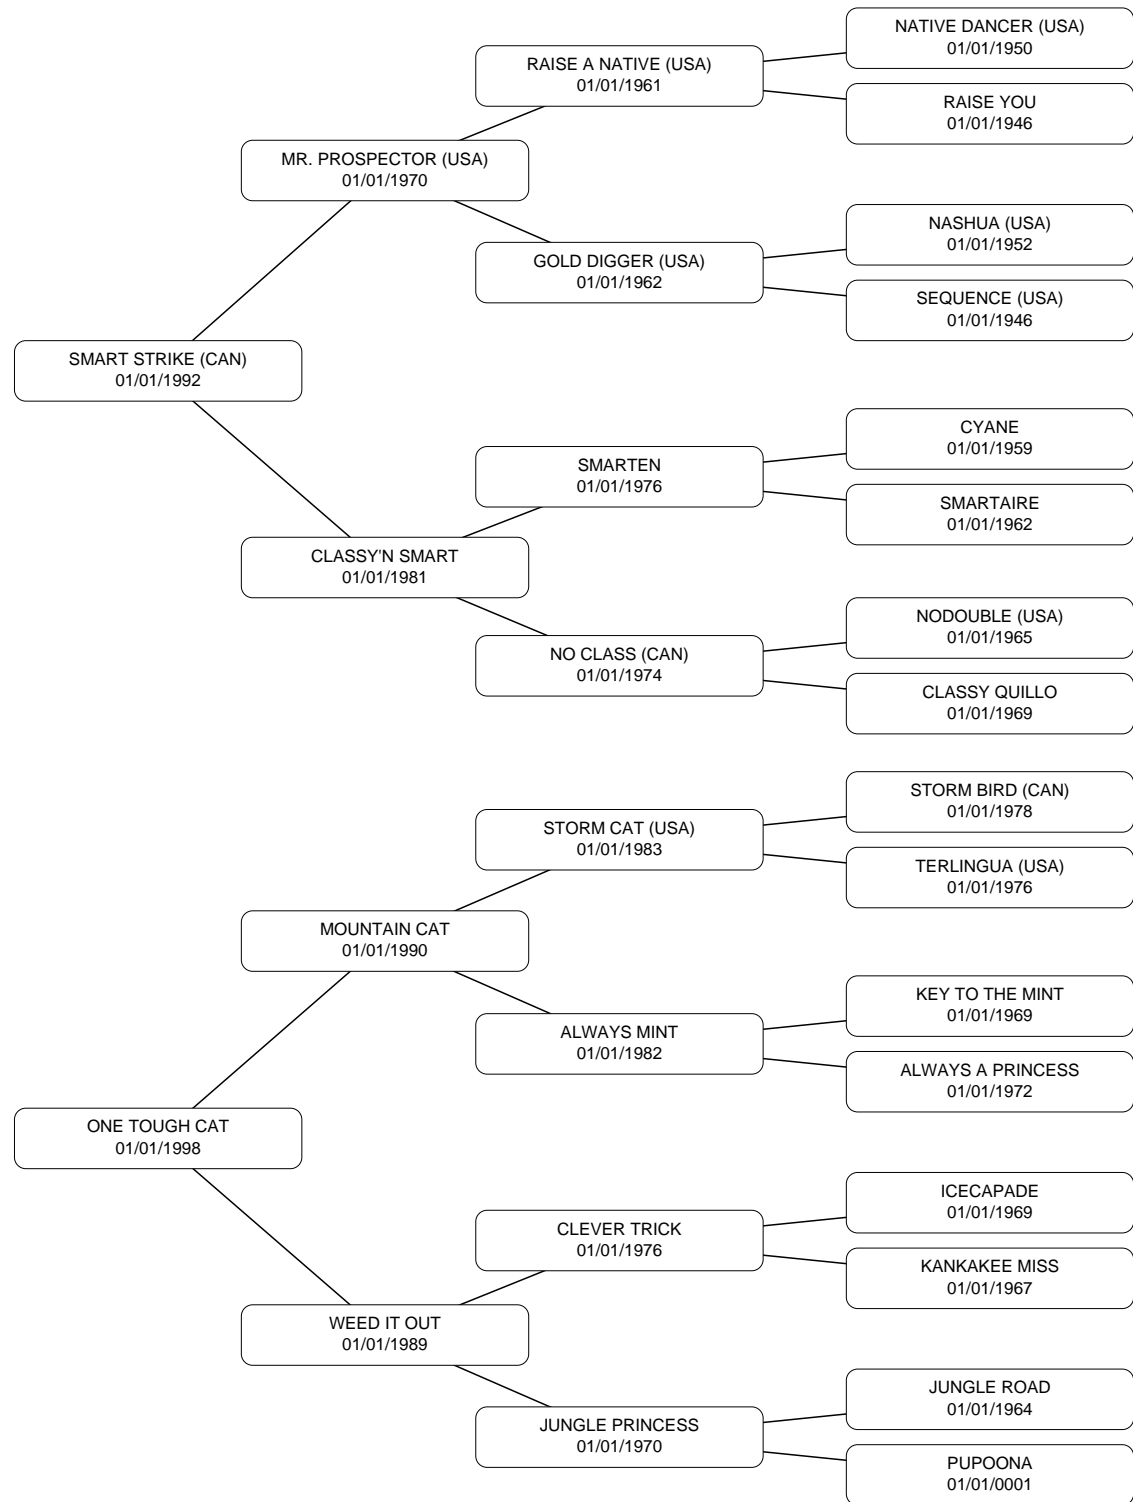 NATIVE DANCER (USA)
01/01/1950
RAISE A NATIVE (USA)
01/01/1961
RAISE YOU
01/01/1946
MR. PROSPECTOR (USA)
01/01/1970
NASHUA (USA)
01/01/1952
GOLD DIGGER (USA)
01/01/1962
SEQUENCE (USA)
01/01/1946
SMART STRIKE (CAN)
01/01/1992
CYANE
01/01/1959
SMARTEN
01/01/1976
SMARTAIRE
01/01/1962
CLASSY'N SMART
01/01/1981
NODOUBLE (USA)
01/01/1965
NO CLASS (CAN)
01/01/1974
CLASSY QUILLO
01/01/1969
STORM BIRD (CAN)
01/01/1978
STORM CAT (USA)
01/01/1983
TERLINGUA (USA)
01/01/1976
MOUNTAIN CAT
01/01/1990
KEY TO THE MINT
01/01/1969
ALWAYS MINT
01/01/1982
ALWAYS A PRINCESS
01/01/1972
ONE TOUGH CAT
01/01/1998
ICECAPADE
01/01/1969
CLEVER TRICK
01/01/1976
KANKAKEE MISS
01/01/1967
WEED IT OUT
01/01/1989
JUNGLE ROAD
01/01/1964
JUNGLE PRINCESS
01/01/1970
PUPOONA
01/01/0001